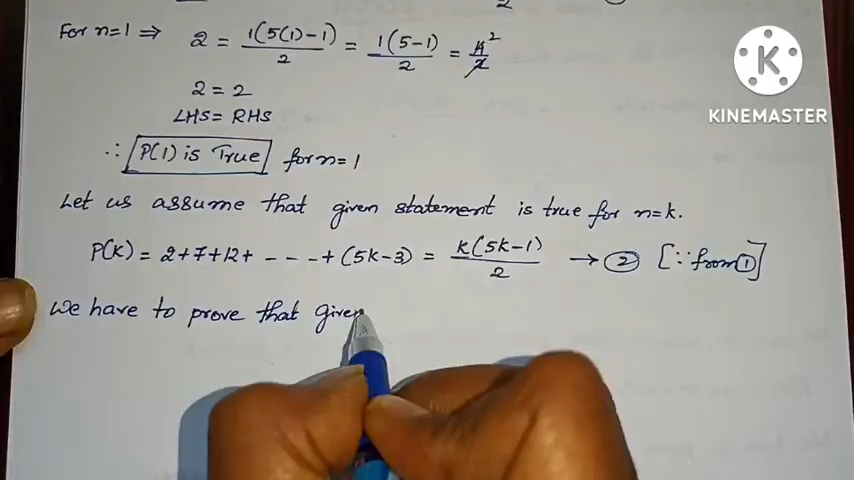 For n=1 ⇒ 2 = 1(5(1)-1)/2 = 1(5-1)/2 = 4/2 2
2 = 2
LHS = RHS
∴ P(1) is True for n=1
Let us assume that given statement is true for n=k.
P(K) = 2+7+12+ - - - - + (5k-3) = k(5k-1)/2 → ② [∵ from ①]
We have to prove that given
K
KINEMASTER